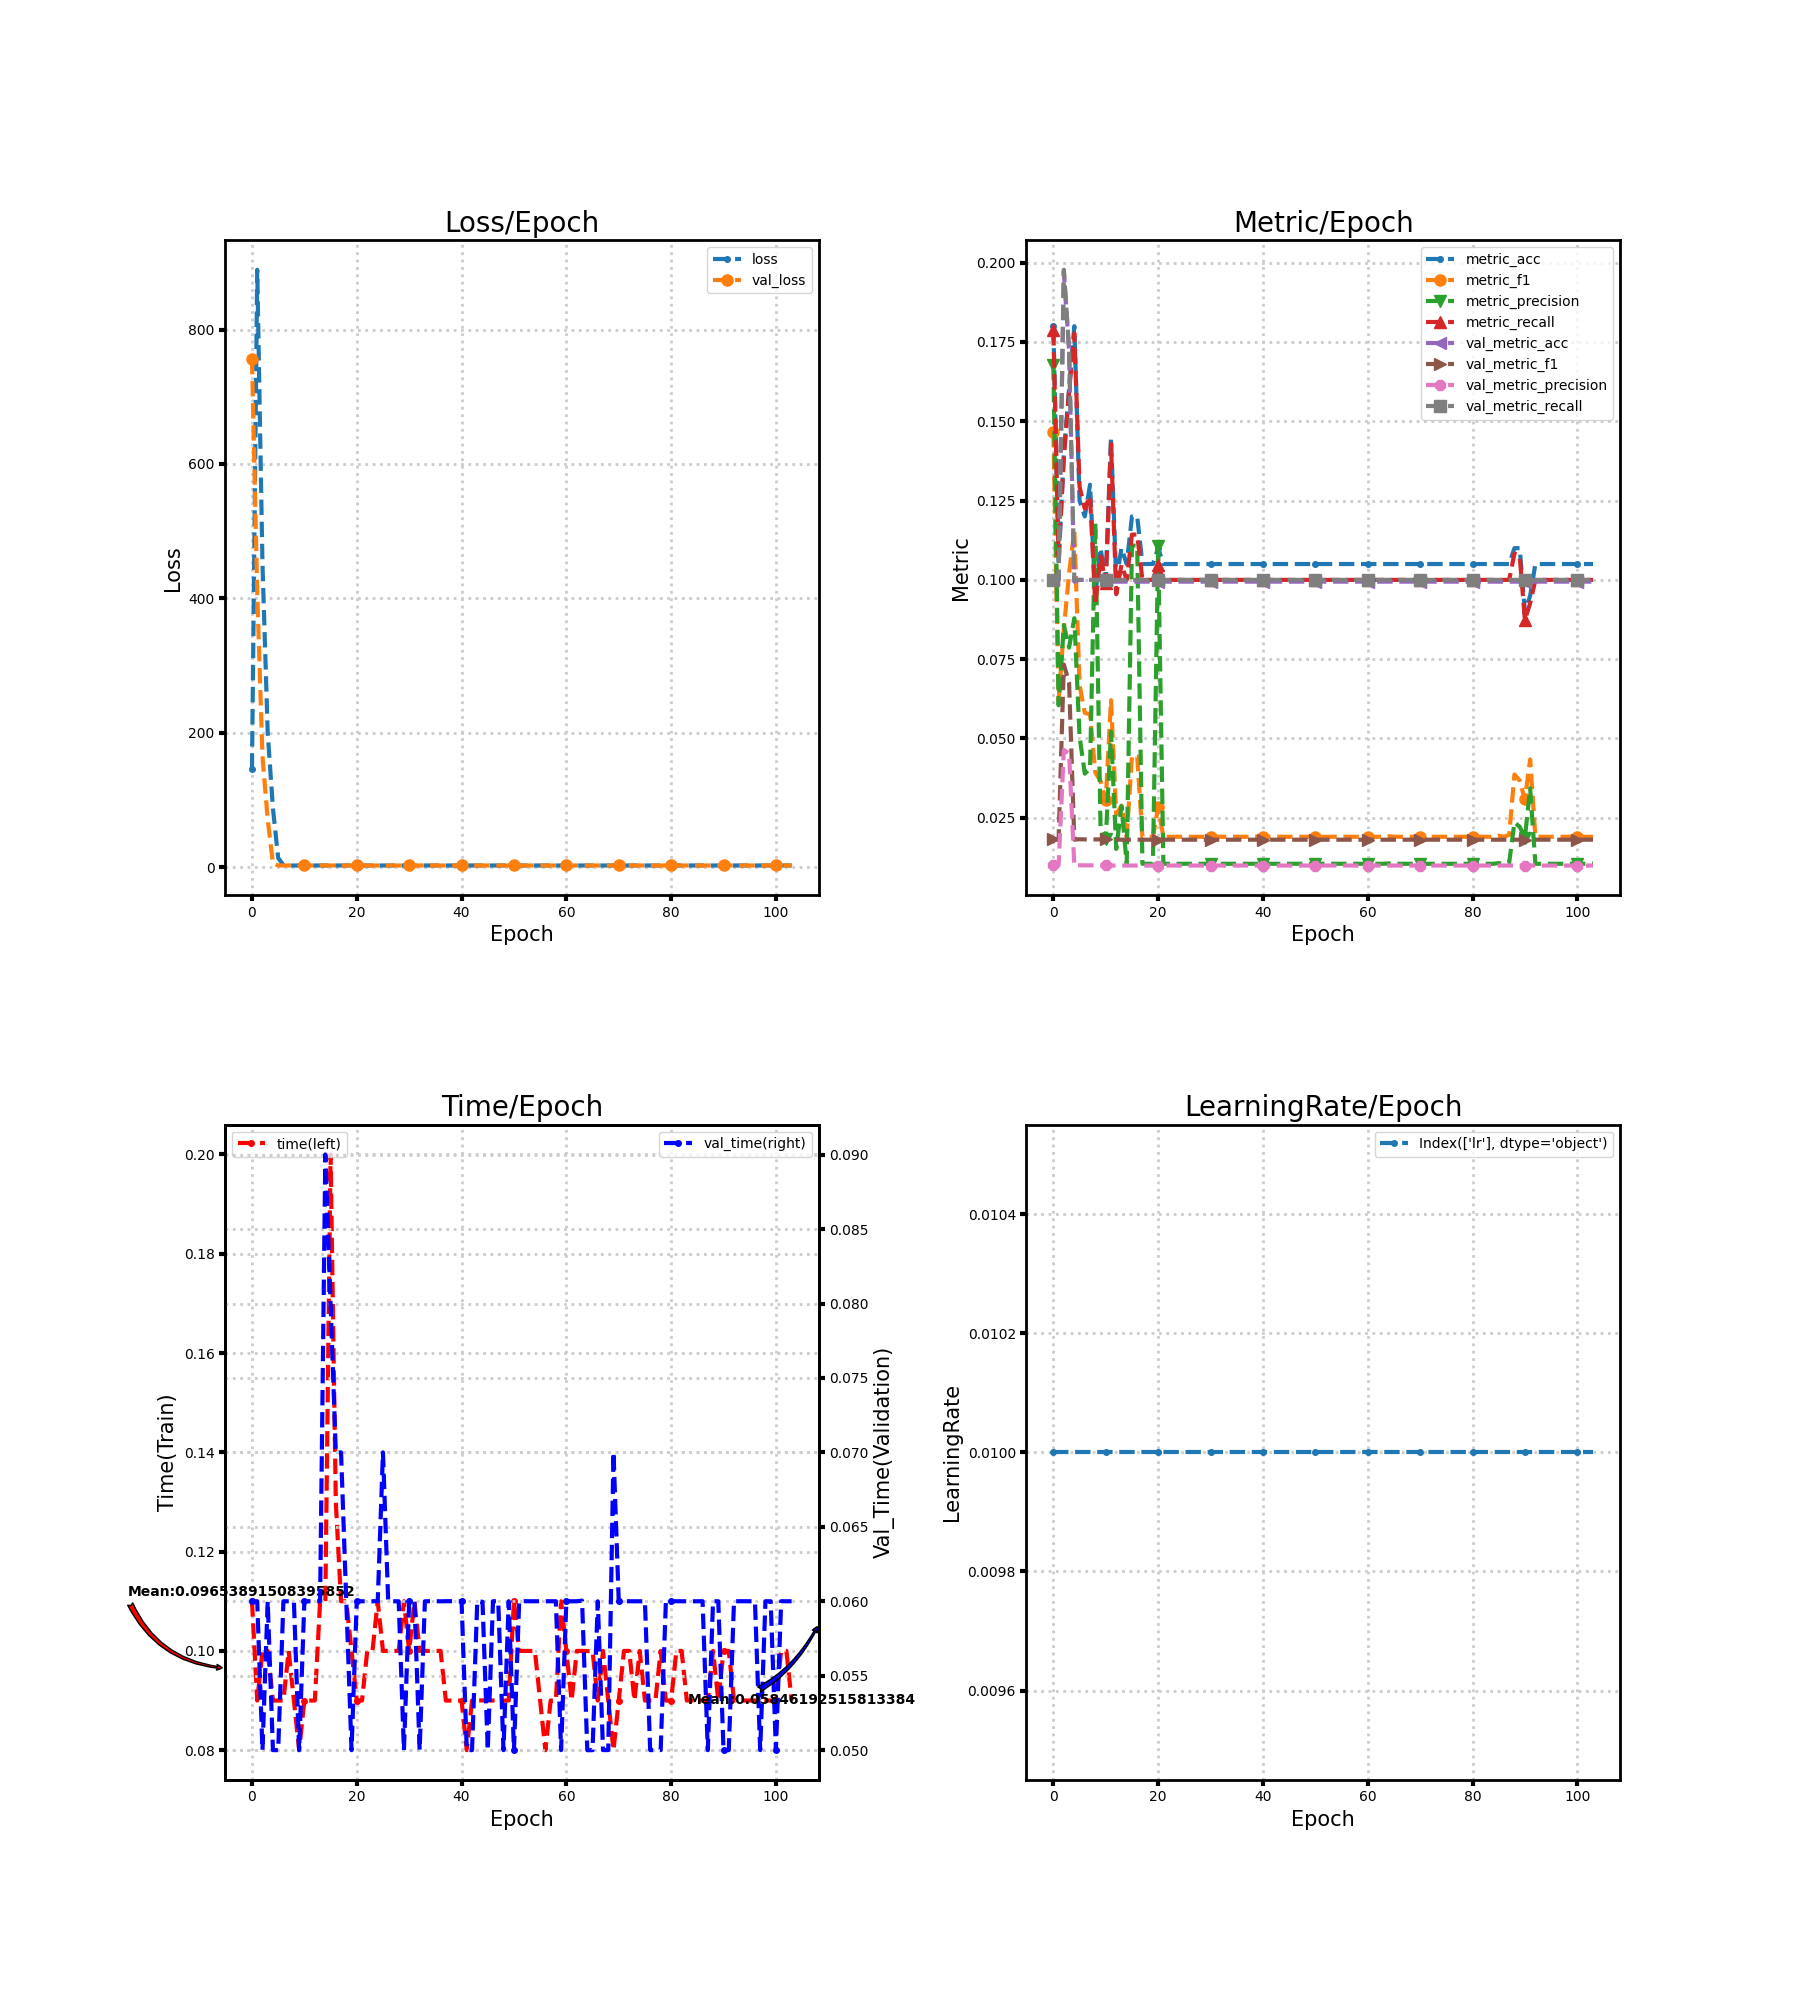 Loss/Epoch
loss
val_loss
800
600
400
200
0
Loss
0 20 40 60 80 100
Epoch
Metric/Epoch
metric_acc
metric_f1
metric_precision
metric_recall
val_metric_acc
val_metric_f1
val_metric_precision
val_metric_recall
0.200
0.175
0.150
0.125
0.100
0.075
0.050
0.025
Metric
0 20 40 60 80 100
Epoch
Time/Epoch
time(left)
val_time(right)
0.20
0.18
0.16
0.14
0.12
0.10
0.08
Time(Train)
0.090
0.085
0.080
0.075
0.070
0.065
0.060
0.055
0.050
Val_Time(Validation)
Mean:0.09653891508395852
Mean:0.05846192515813384
0 20 40 60 80 100
Epoch
LearningRate/Epoch
Index(['lr'], dtype='object')
0.0104
0.0102
0.0100
0.0098
0.0096
LearningRate
0 20 40 60 80 100
Epoch